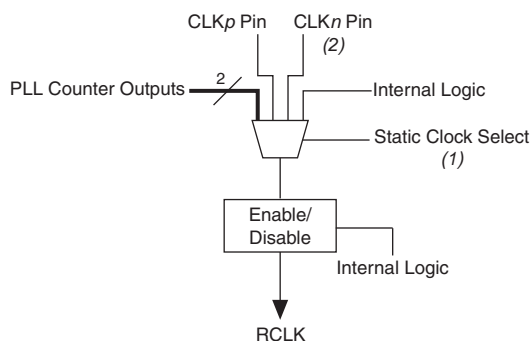 CLKp Pin CLKn Pin
(2)
2
PLL Counter Outputs
Internal Logic
Static Clock Select
(1)
Enable/
Disable
Internal Logic
RCLK